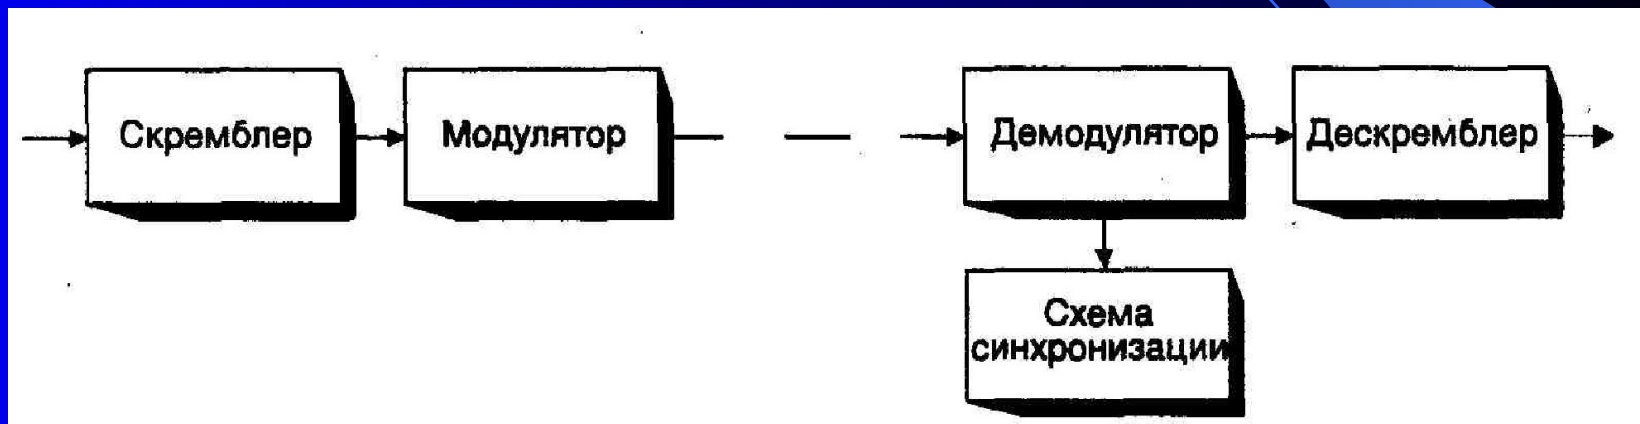 Скремблер
Модулятор
Демодулятор
Дескремблер
Схема
синхронизации